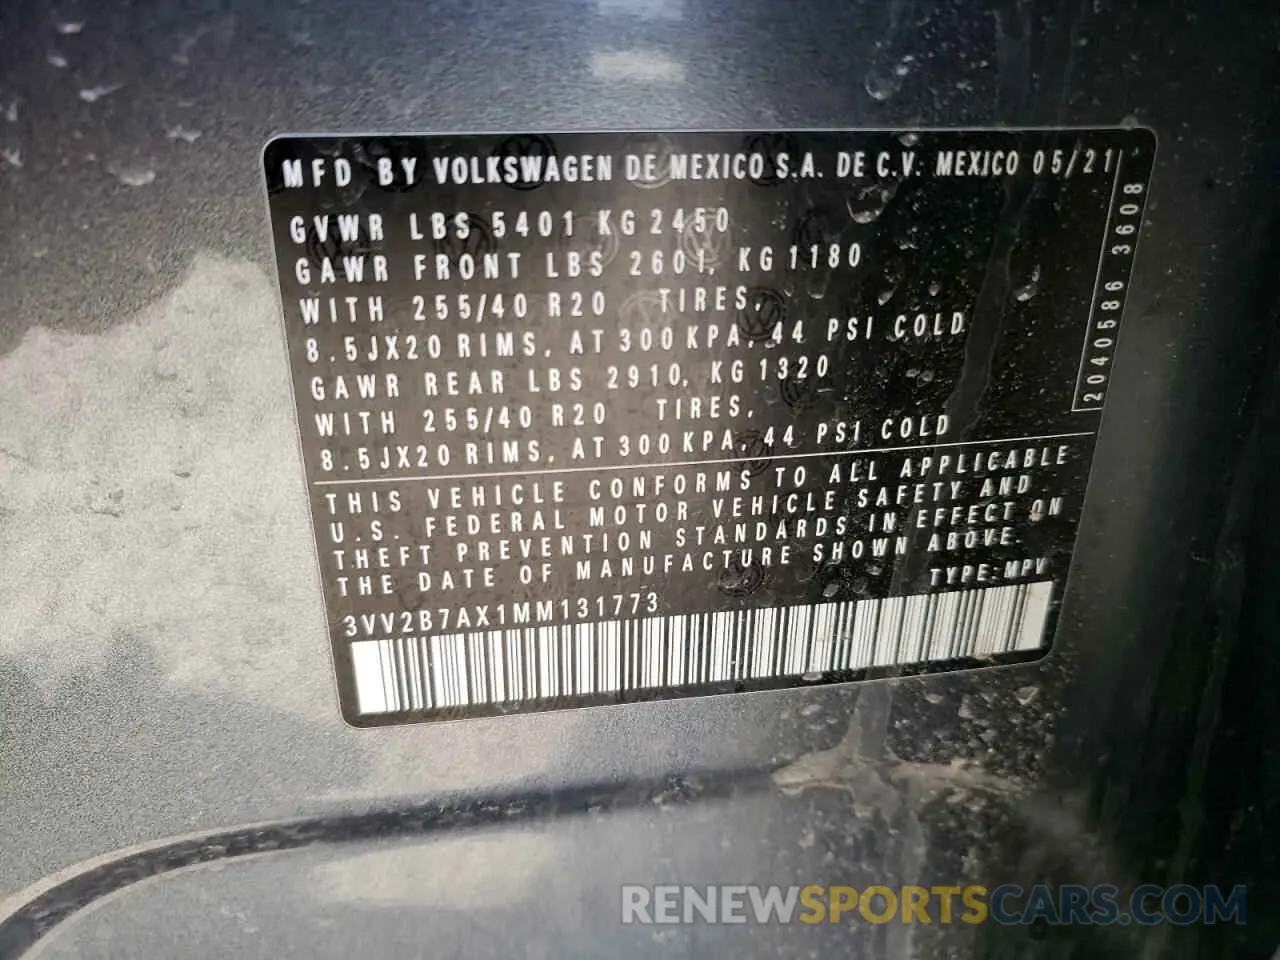 MFD BY VOLKSWAGEN DE MEXICO S.A. DE C.V. MEXICO 05/21
GVWR LBS 5401 KG 2450
GAWR FRONT LBS 2601, KG 1180
WITH 255/40 R20 TIRES,
8.5JX20 RIMS, AT 300 KPA, 44 PSI COLD
GAWR REAR LBS 2910, KG 1320
WITH 255/40 R20 TIRES,
8.5JX20 RIMS, AT 300 KPA, 44 PSI COLD
2040586 3608
THIS VEHICLE CONFORMS TO ALL APPLICABLE
U.S. FEDERAL MOTOR VEHICLE SAFETY AND
THEFT PREVENTION STANDARDS IN EFFECT ON
THE DATE OF MANUFACTURE SHOWN ABOVE.
TYPE: MPV
3VV2B7AX1MM131773
RENEWSPORTSCARS.COM